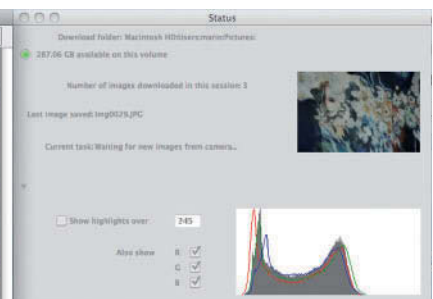 Status
Download folder: Macintosh HD:Users:mann:Pictures:
287.06 GB available on this volume
Number of images downloaded in this session 3
Last image saved: Img0029.JPG
Current task: Waiting for new images from camera..
Show highlights over 245
Also show R
G
B